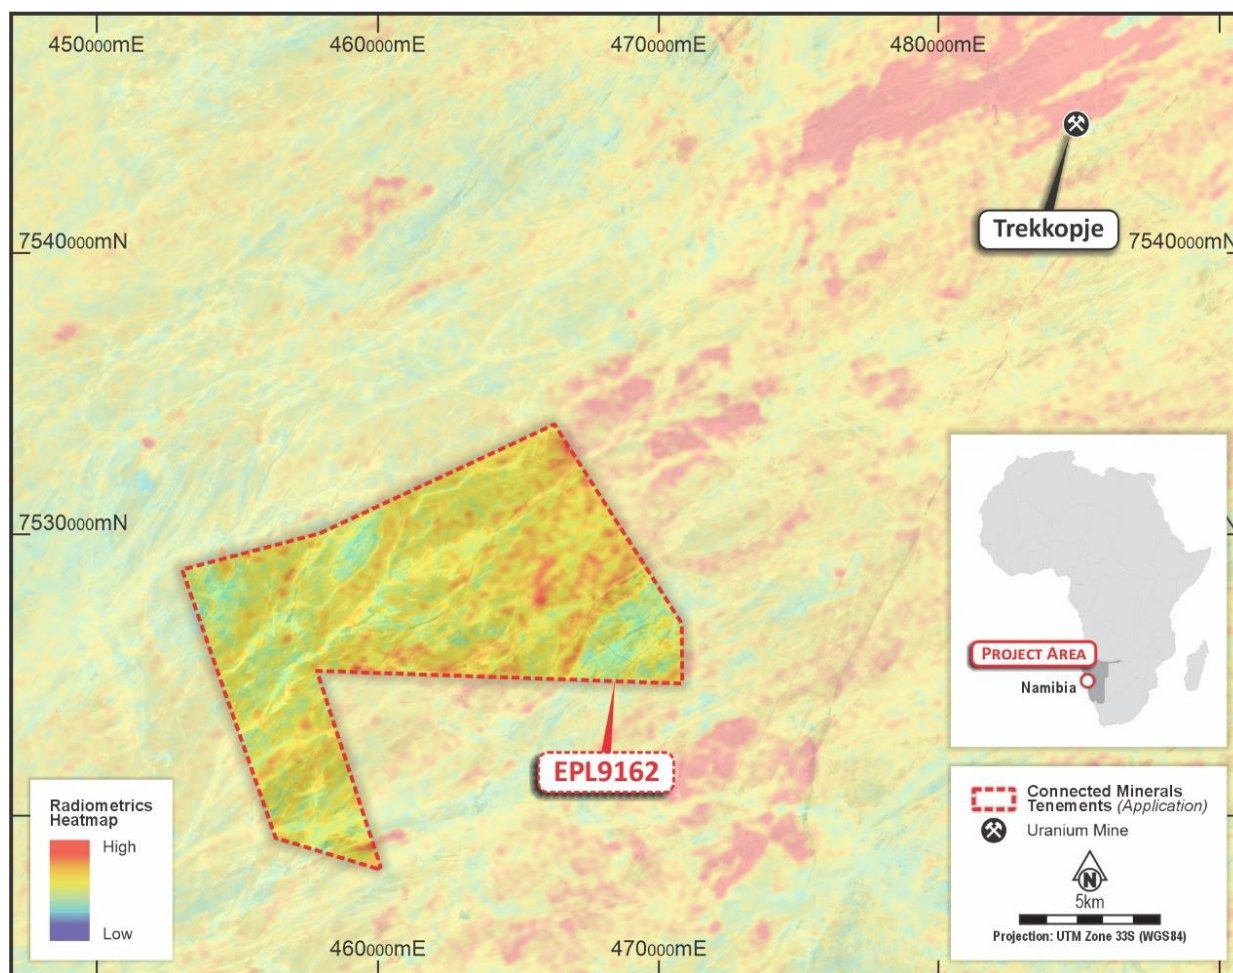 450000mE
460000mE
470000mE
480000mE
Trekkopje
7540000mN
7540000mN
7530000mN
PROJECT AREA
Namibia
EPL9162
Radiometrics
Heatmap
High
Low
Connected Minerals
Tenements (Application)
Uranium Mine
N
5km
Projection: UTM Zone 33S (WGS84)
460000mE
470000mE